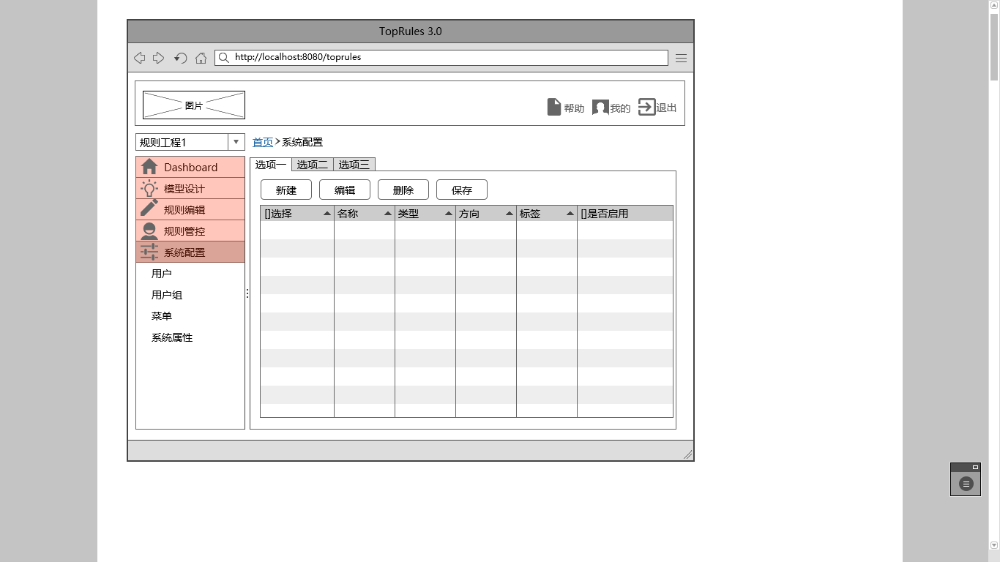 TopRules 3.0
http://localhost:8080/toprules
图片
帮助 我的 退出
规则工程1
首页>系统配置
Dashboard
模型设计
规则编辑
规则管控
系统配置
用户
用户组
菜单
系统属性
选项一 选项二 选项三
新建 编辑 删除 保存
[]选择 名称 类型 方向 标签 []是否启用